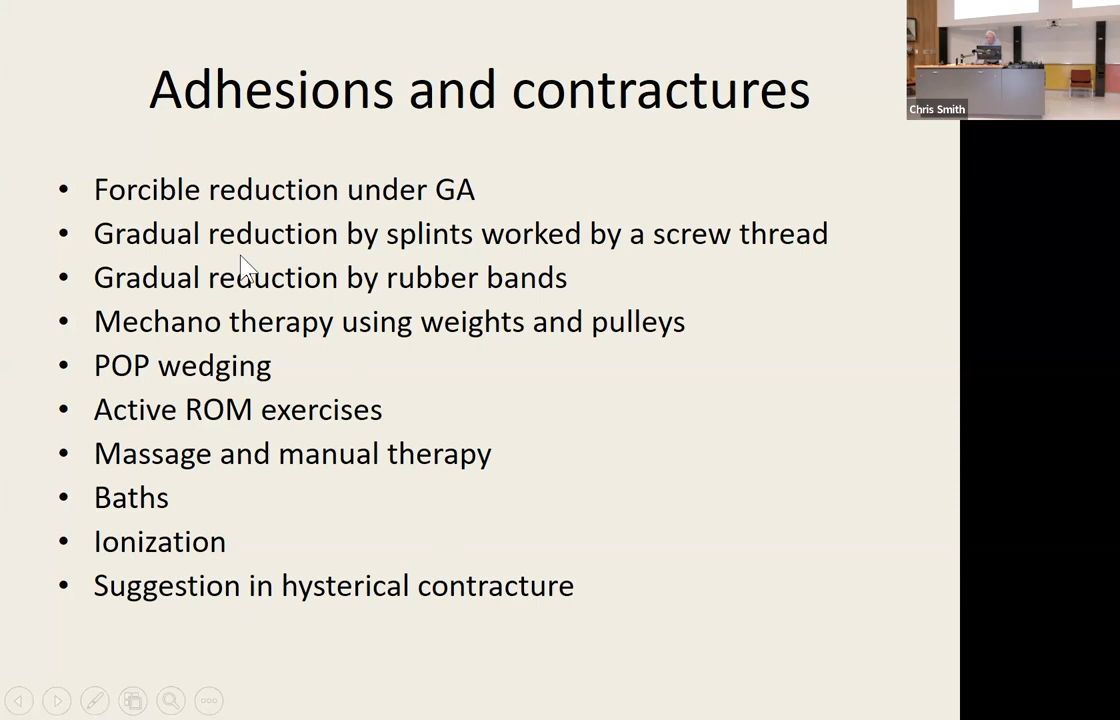 Adhesions and contractures
• Forcible reduction under GA
• Gradual reduction by splints worked by a screw thread
• Gradual reduction by rubber bands
• Mechano therapy using weights and pulleys
• POP wedging
• Active ROM exercises
• Massage and manual therapy
• Baths
• Ionization
• Suggestion in hysterical contracture
Chris Smith